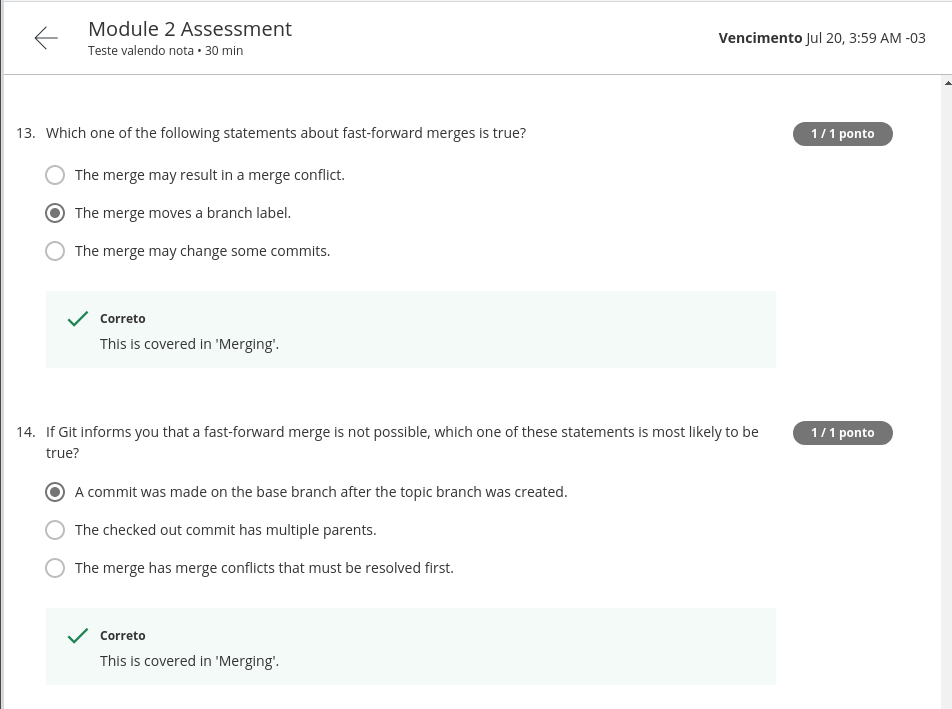 Module 2 Assessment
Teste valendo nota • 30 min
Vencimento Jul 20, 3:59 AM -03
13. Which one of the following statements about fast-forward merges is true?
1 / 1 ponto
The merge may result in a merge conflict.
The merge moves a branch label.
The merge may change some commits.
Correto
This is covered in 'Merging'.
14. If Git informs you that a fast-forward merge is not possible, which one of these statements is most likely to be
true?
1 / 1 ponto
A commit was made on the base branch after the topic branch was created.
The checked out commit has multiple parents.
The merge has merge conflicts that must be resolved first.
Correto
This is covered in 'Merging'.